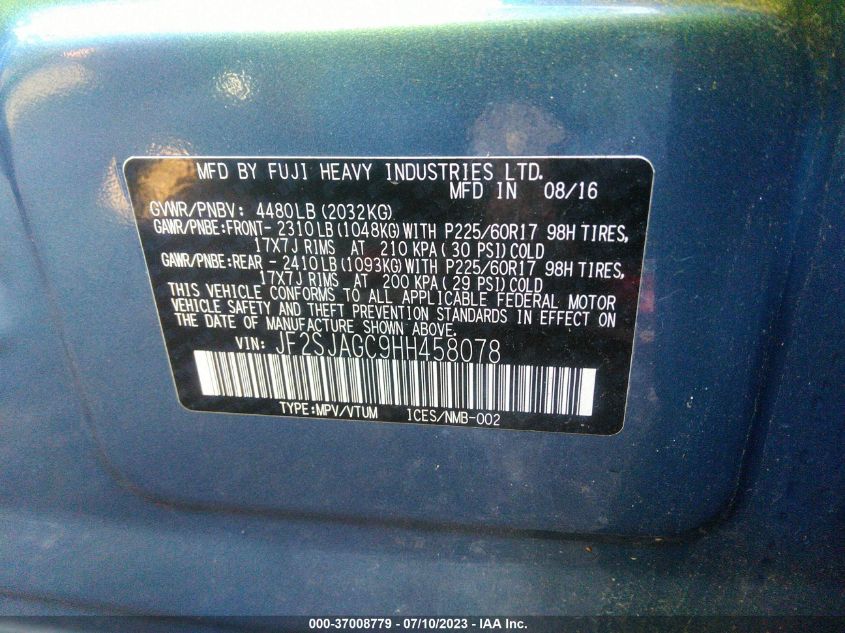 MFD BY FUJI HEAVY INDUSTRIES LTD.
MFD IN 08/16
GVWR/PNBV: 4480LB(2032KG)
GAWR/PNBE:FRONT- 2310LB(1048KG)WITH P225/60R17 98H TIRES,
17X7J RIMS AT 210 KPA(30 PSI)COLD
GAWR/PNBE:REAR - 2410LB(1093KG)WITH P225/60R17 98H TIRES,
17X7J RIMS AT 200 KPA(29 PSI)COLD
THIS VEHICLE CONFORMS TO ALL APPLICABLE FEDERAL MOTOR
VEHICLE SAFETY AND THEFT PREVENTION STANDARDS IN EFFECT ON
THE DATE OF MANUFACTURE SHOWN ABOVE.
VIN: JF2SJAGC9HH458078
TYPE:MPV/VTUM ICES/NMB-002
000-37008779 - 07/10/2023 - IAA Inc.